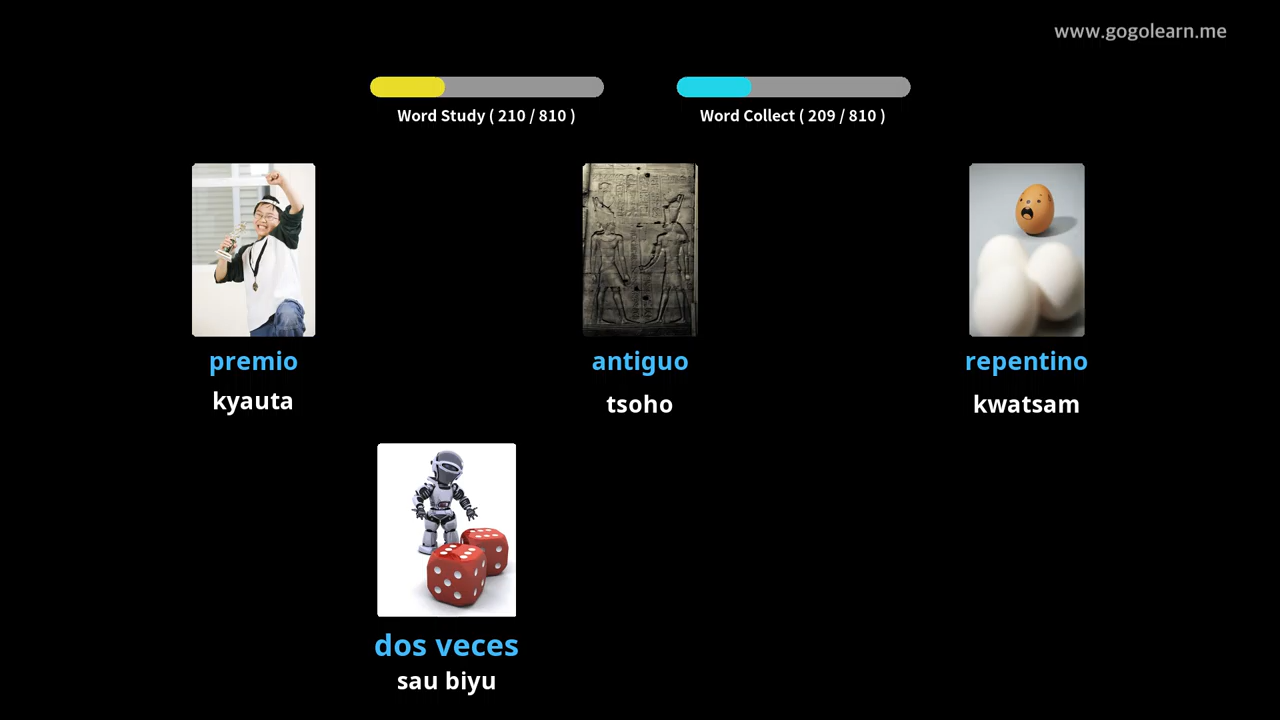 www.gogolearn.me
Word Study ( 210 / 810 )
Word Collect ( 209 / 810 )
premio
kyauta
antiguo
tsoho
repentino
kwatsam
dos veces
sau biyu